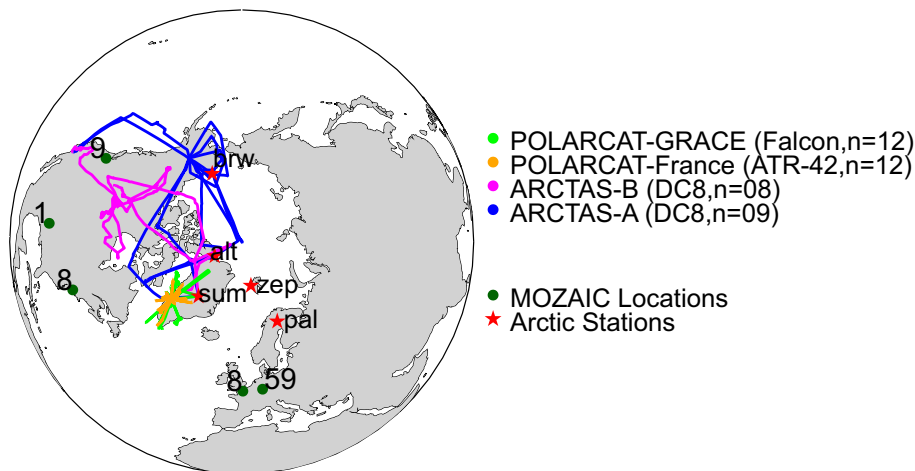 9
brw
1
alt
8
sum
zep
pal
8
59
POLARCAT-GRACE (Falcon,n=12)
POLARCAT-France (ATR-42,n=12)
ARCTAS-B (DC8,n=08)
ARCTAS-A (DC8,n=09)
MOZAIC Locations
Arctic Stations